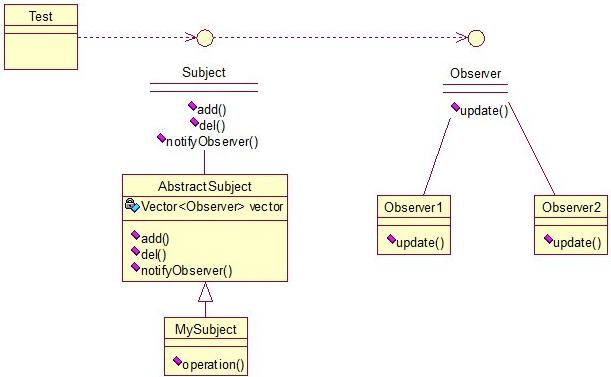 Test
Subject
add()
del()
notifyObserver()
Observer
update()
AbstractSubject
Vector<Observer> vector
add()
del()
notifyObserver()
Observer1
update()
Observer2
update()
MySubject
operation()